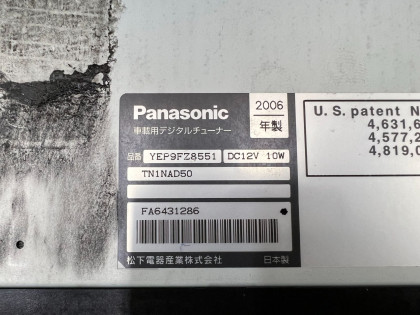 Panasonic
2006
年製
車載用デジタルチューナー
品番 YEP9FZ8551 DC12V 10W
TN1NAD50
FA6431286
松下電器産業株式会社 日本製
U.S. patent N
4,631,6
4,577,2
4,819,0